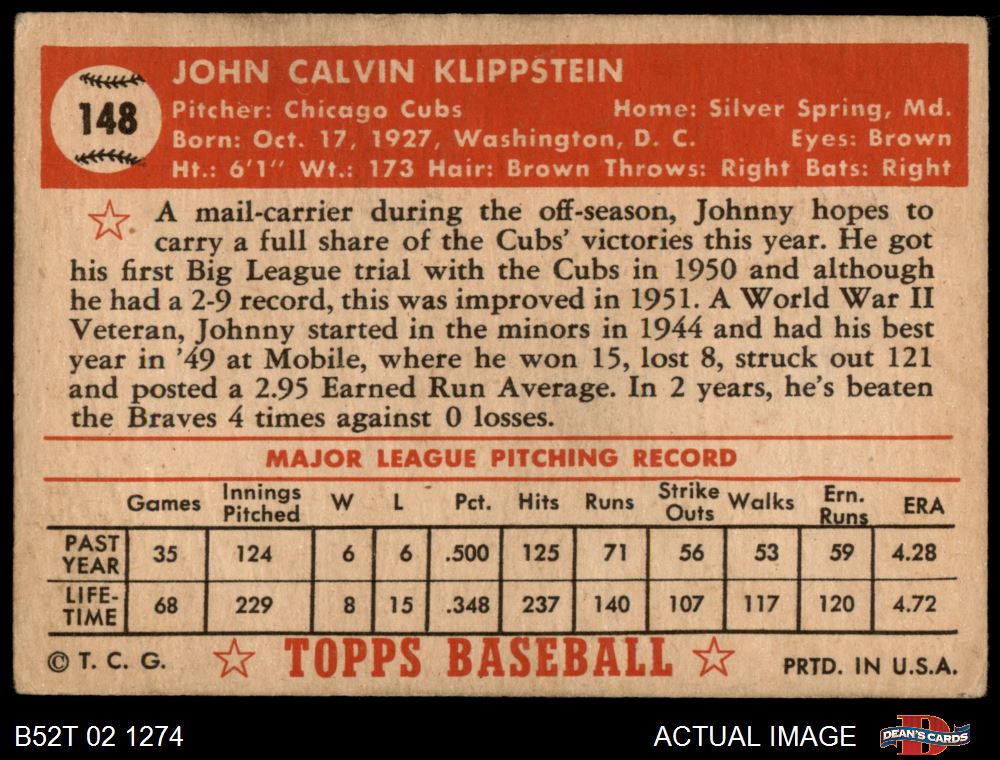 148
JOHN CALVIN KLIPPSTEIN
Pitcher: Chicago Cubs Home: Silver Spring, Md.
Born: Oct. 17, 1927, Washington, D. C. Eyes: Brown
Ht.: 6'1" Wt.: 173 Hair: Brown Throws: Right Bats: Right
A mail-carrier during the off-season, Johnny hopes to
carry a full share of the Cubs' victories this year. He got
his first Big League trial with the Cubs in 1950 and although
he had a 2-9 record, this was improved in 1951. A World War II
Veteran, Johnny started in the minors in 1944 and had his best
year in '49 at Mobile, where he won 15, lost 8, struck out 121
and posted a 2.95 Earned Run Average. In 2 years, he's beaten
the Braves 4 times against 0 losses.
MAJOR LEAGUE PITCHING RECORD
Games Innings Pitched W L Pct. Hits Runs Strike Outs Walks Ern. Runs ERA
PAST YEAR 35 124 6 6 .500 125 71 56 53 59 4.28
LIFE-TIME 68 229 8 15 .348 237 140 107 117 120 4.72
© T. C. G. TOPPS BASEBALL PRTD. IN U.S.A.
B52T 02 1274 ACTUAL IMAGE D DEAN'S CARDS